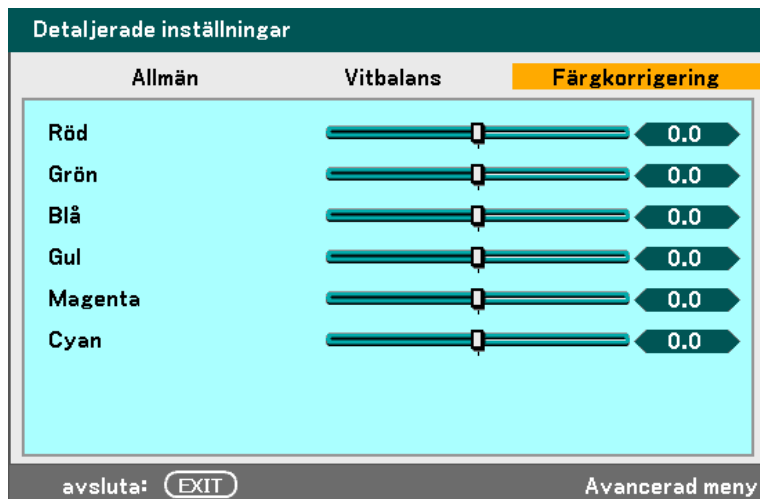 Detaljerade inställningar
Allmän Vitbalans Färgkorrigering
Röd 0.0
Grön 0.0
Blå 0.0
Gul 0.0
Magenta 0.0
Cyan 0.0
avsluta: EXIT Avancerad meny